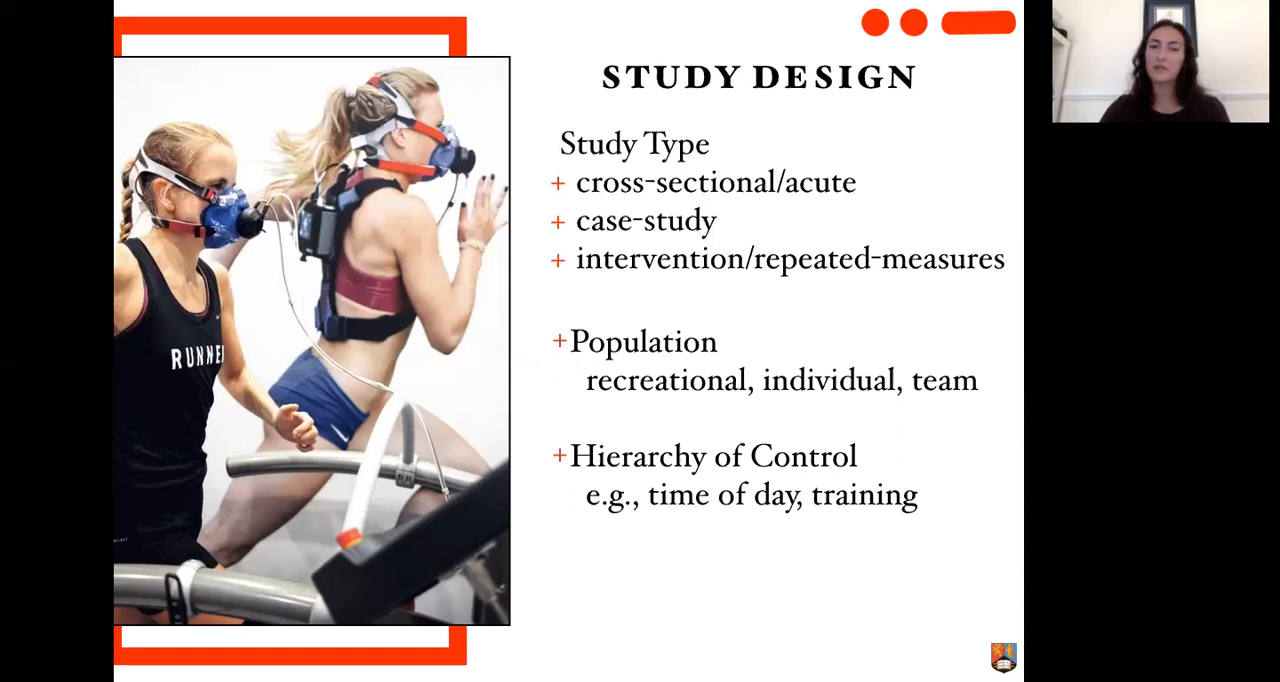 STUDY DESIGN
Study Type
+ cross-sectional/acute
+ case-study
+ intervention/repeated-measures
+Population
recreational, individual, team
+Hierarchy of Control
e.g., time of day, training
RUNNE